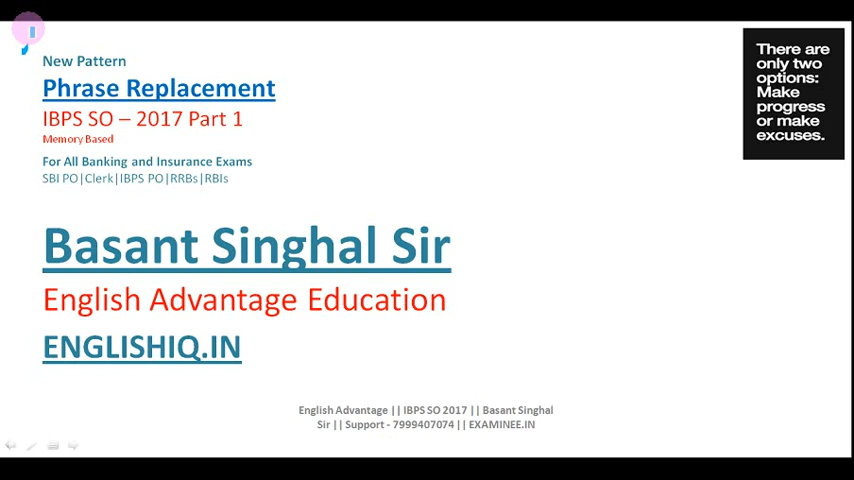 New Pattern
Phrase Replacement
IBPS SO – 2017 Part 1
Memory Based
For All Banking and Insurance Exams
SBI PO|Clerk|IBPS PO|RRBs|RBIs
Basant Singhal Sir
English Advantage Education
ENGLISHIQ.IN
There are
only two
options:
Make
progress
or make
excuses.
English Advantage || IBPS SO 2017 || Basant Singhal
Sir || Support - 7999407074 || EXAMINEE.IN